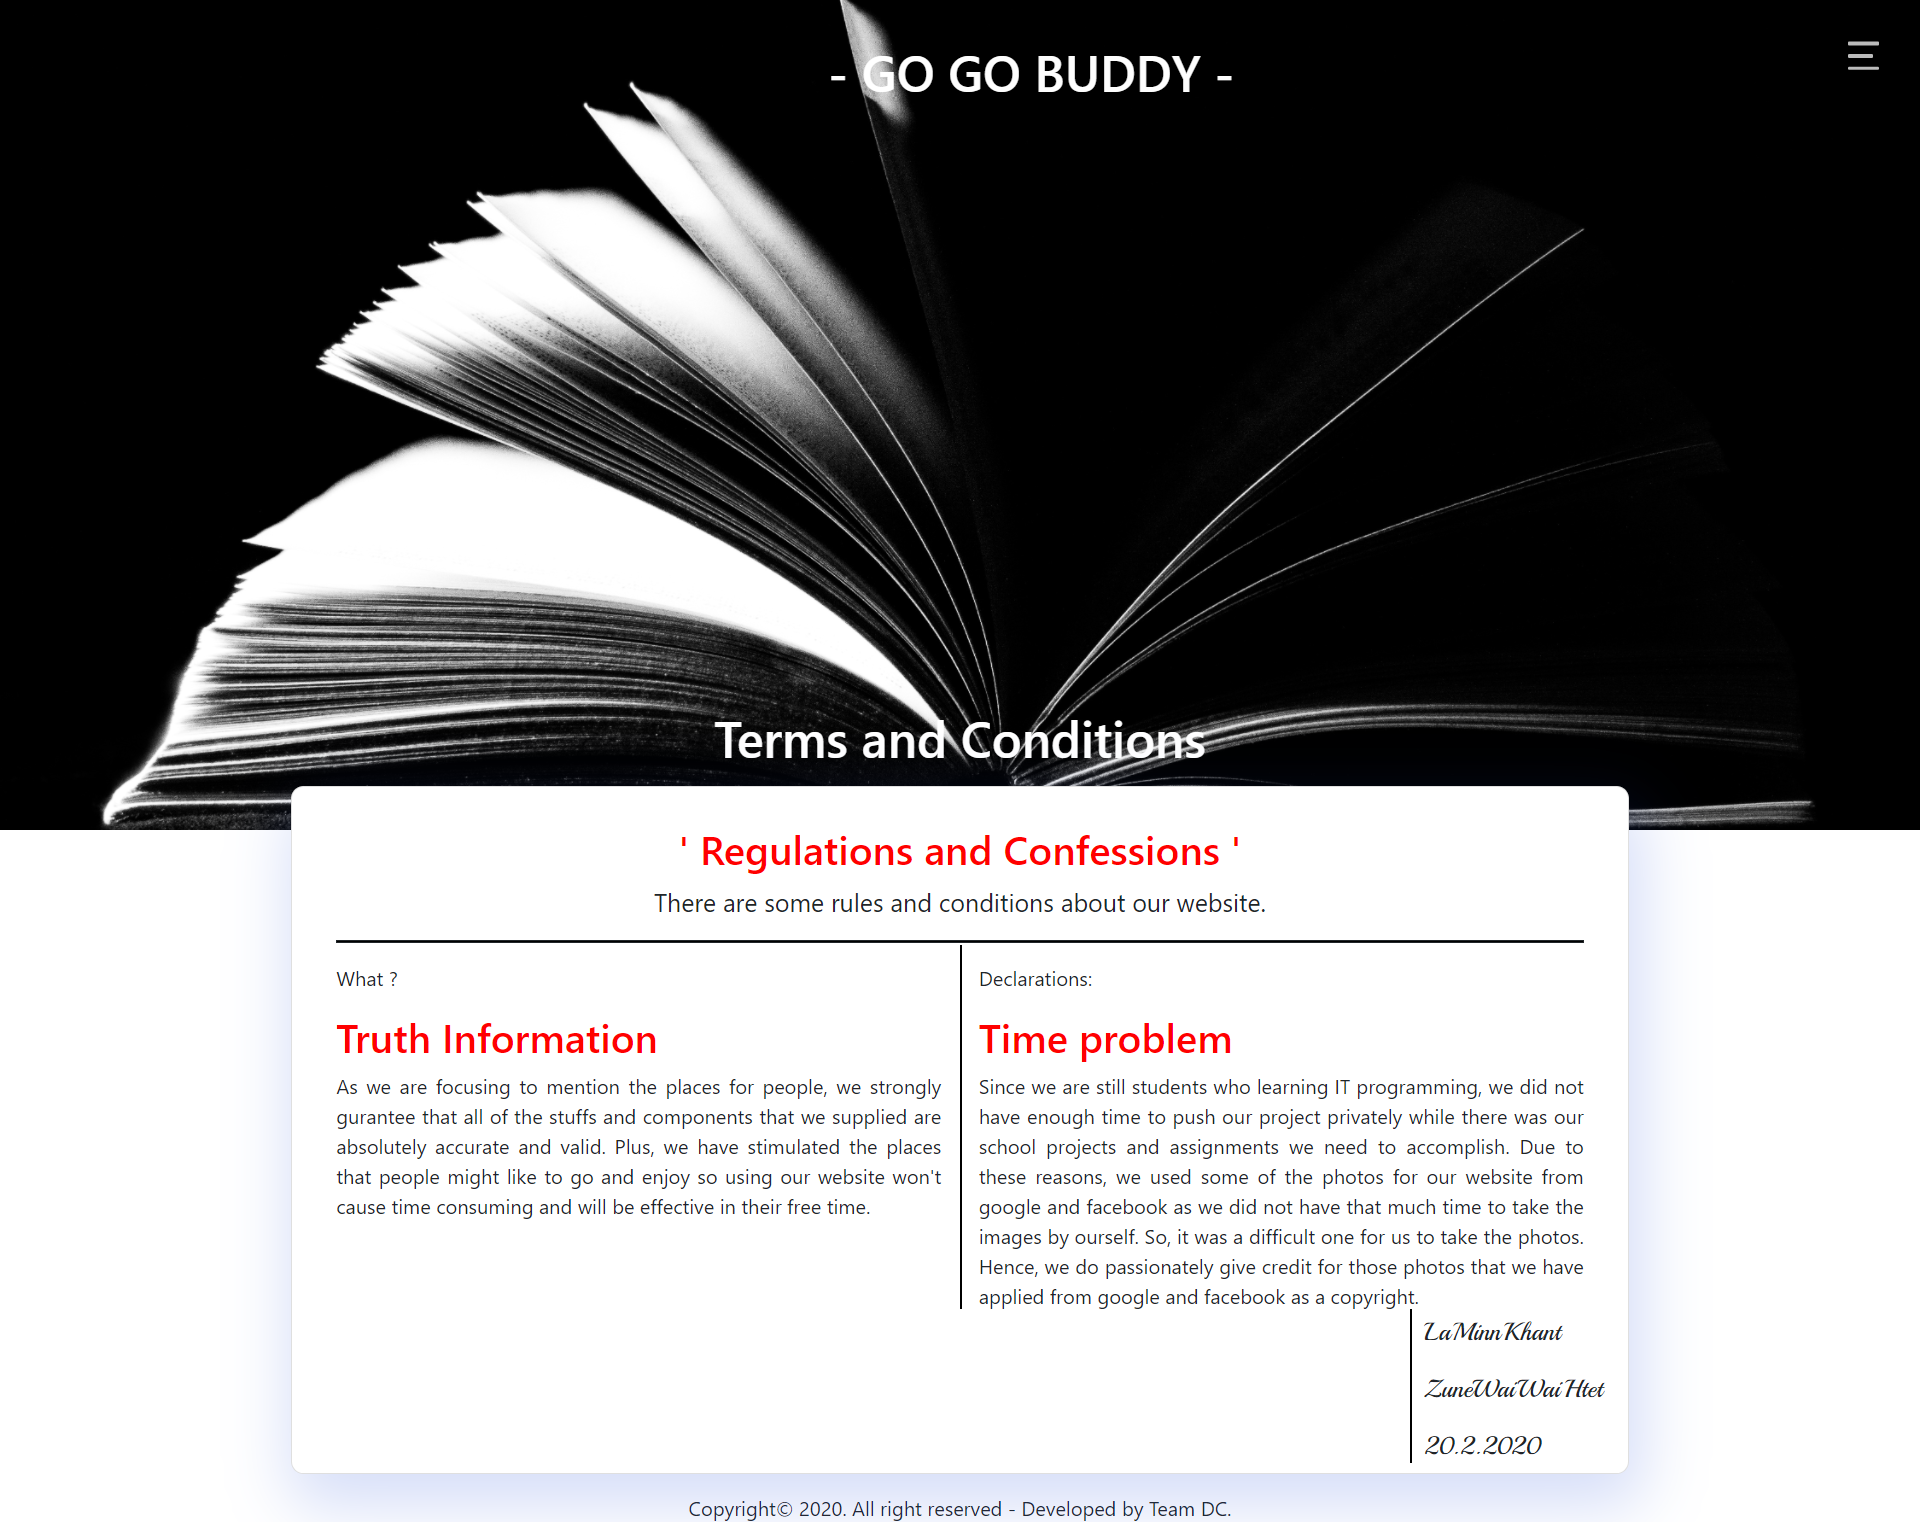 - GO GO BUDDY -
Terms and Conditions
' Regulations and Confessions '
There are some rules and conditions about our website.
What ?
Truth Information
As we are focusing to mention the places for people, we strongly
gurantee that all of the stuffs and components that we supplied are
absolutely accurate and valid. Plus, we have stimulated the places
that people might like to go and enjoy so using our website won't
cause time consuming and will be effective in their free time.
Declarations:
Time problem
Since we are still students who learning IT programming, we did not
have enough time to push our project privately while there was our
school projects and assignments we need to accomplish. Due to
these reasons, we used some of the photos for our website from
google and facebook as we did not have that much time to take the
images by ourself. So, it was a difficult one for us to take the photos.
Hence, we do passionately give credit for those photos that we have
applied from google and facebook as a copyright.
LaMinnKhant
ZuneWaiWaiHtet
20.2.2020
Copyright© 2020. All right reserved - Developed by Team DC.